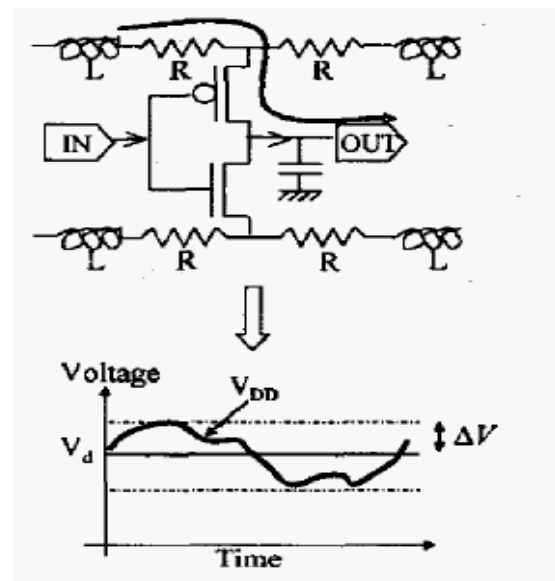 L R R L
IN OUT
L R R L
Voltage
V_DD
V_d ΔV
Time